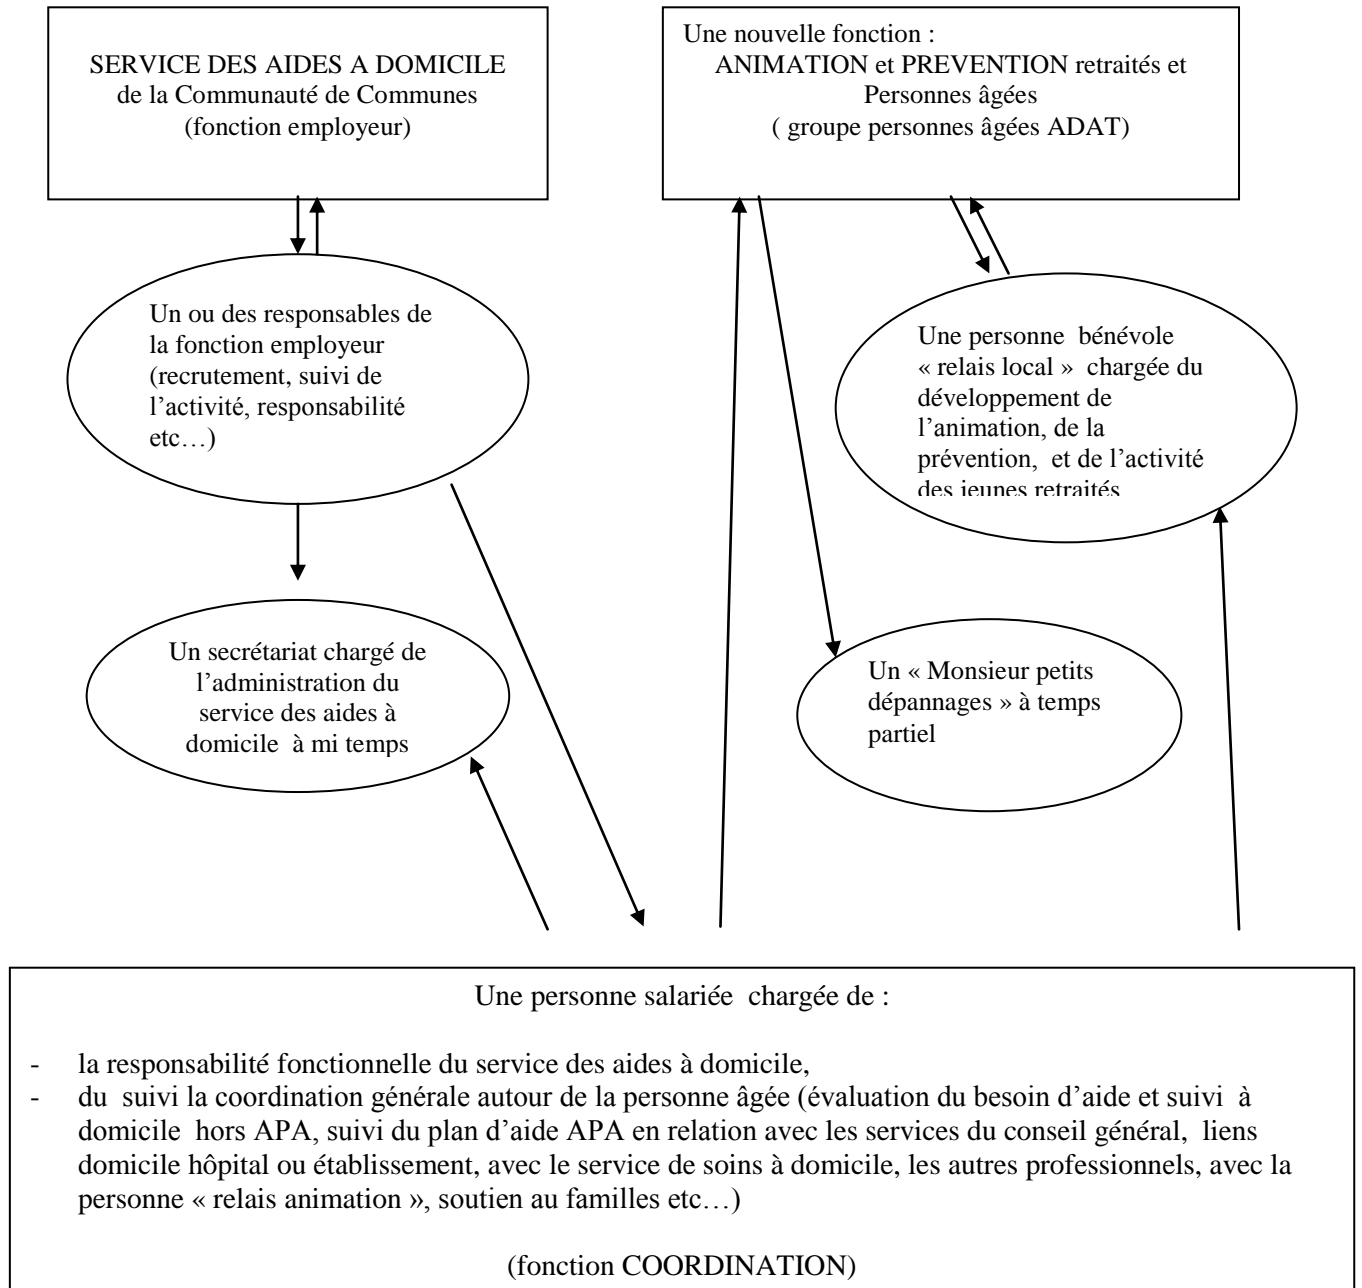 SERVICE DES AIDES A DOMICILE
de la Communauté de Communes
(fonction employeur)
Une nouvelle fonction :
ANIMATION et PREVENTION retraités et
Personnes âgées
( groupe personnes âgées ADAT)
Un ou des responsables de
la fonction employeur
(recrutement, suivi de
l’activité, responsabilité
etc…)
Une personne bénévole
« relais local » chargée du
développement de
l’animation, de la
prévention, et de l’activité
des jeunes retraités
Un secrétariat chargé de
l’administration du
service des aides à
domicile à mi temps
Un « Monsieur petits
dépannages » à temps
partiel
Une personne salariée chargée de :
- la responsabilité fonctionnelle du service des aides à domicile,
- du suivi la coordination générale autour de la personne âgée (évaluation du besoin d’aide et suivi à
domicile hors APA, suivi du plan d’aide APA en relation avec les services du conseil général, liens
domicile hôpital ou établissement, avec le service de soins à domicile, les autres professionnels, avec la
personne « relais animation », soutien au familles etc…)
(fonction COORDINATION)